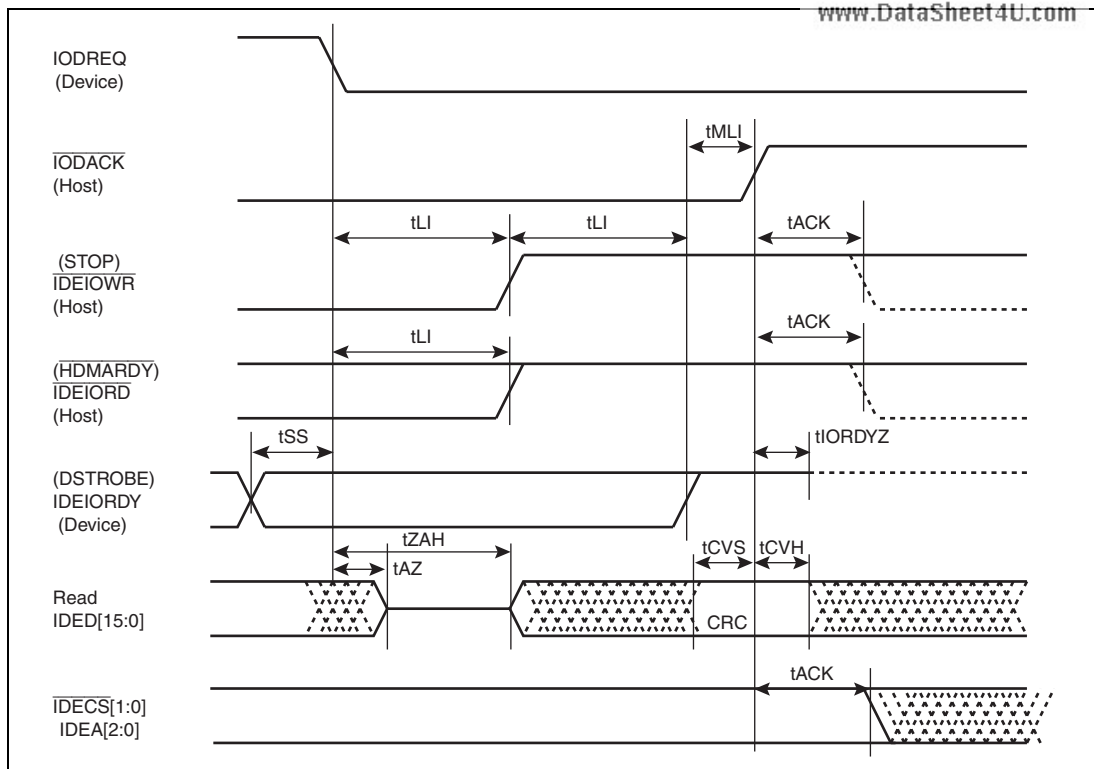 www.DataSheet4U.com
IODREQ
(Device)
tMLI
IODACK
(Host)
tLI
tLI
tACK
(STOP)
IDEIOWR
(Host)
tACK
tLI
(HDMARDY)
IDEIORD
(Host)
tSS
tIORDYZ
(DSTROBE)
IDEIORDY
(Device)
tZAH
tCVS
tCVH
tAZ
Read
IDED[15:0]
CRC
tACK
IDECS[1:0]
IDEA[2:0]